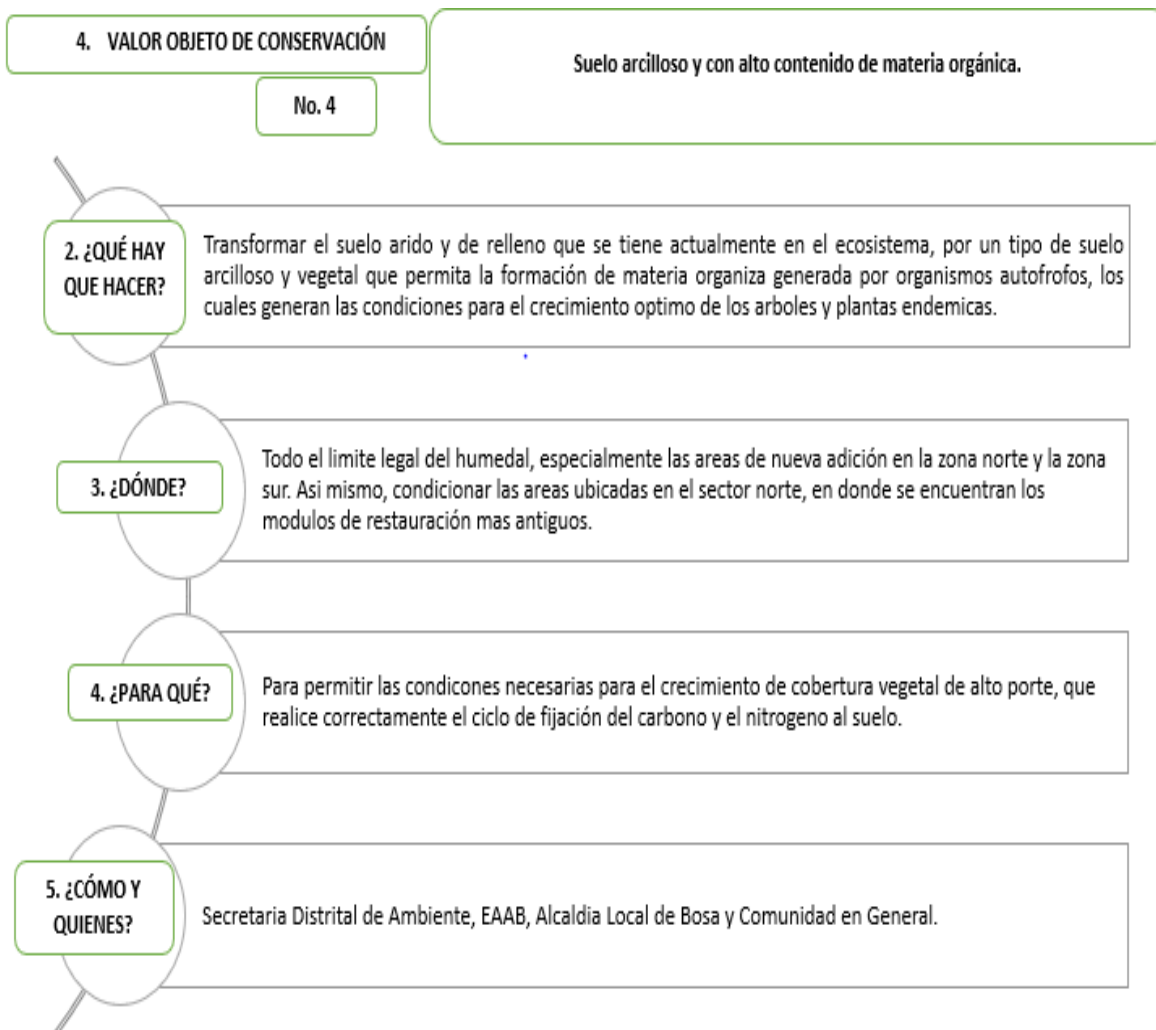 4. VALOR OBJETO DE CONSERVACIÓN
No. 4
Suelo arcilloso y con alto contenido de materia orgánica.
2. ¿QUÉ HAY
QUE HACER?
Transformar el suelo arido y de relleno que se tiene actualmente en el ecosistema, por un tipo de suelo
arcilloso y vegetal que permita la formación de materia organiza generada por organismos autofrofos, los
cuales generan las condiciones para el crecimiento optimo de los arboles y plantas endemicas.
3. ¿DÓNDE?
Todo el limite legal del humedal, especialmente las areas de nueva adición en la zona norte y la zona
sur. Asi mismo, condicionar las areas ubicadas en el sector norte, en donde se encuentran los
modulos de restauración mas antiguos.
4. ¿PARA QUÉ?
Para permitir las condicones necesarias para el crecimiento de cobertura vegetal de alto porte, que
realice correctamente el ciclo de fijación del carbono y el nitrogeno al suelo.
5. ¿CÓMO Y
QUIENES?
Secretaria Distrital de Ambiente, EAAB, Alcaldia Local de Bosa y Comunidad en General.